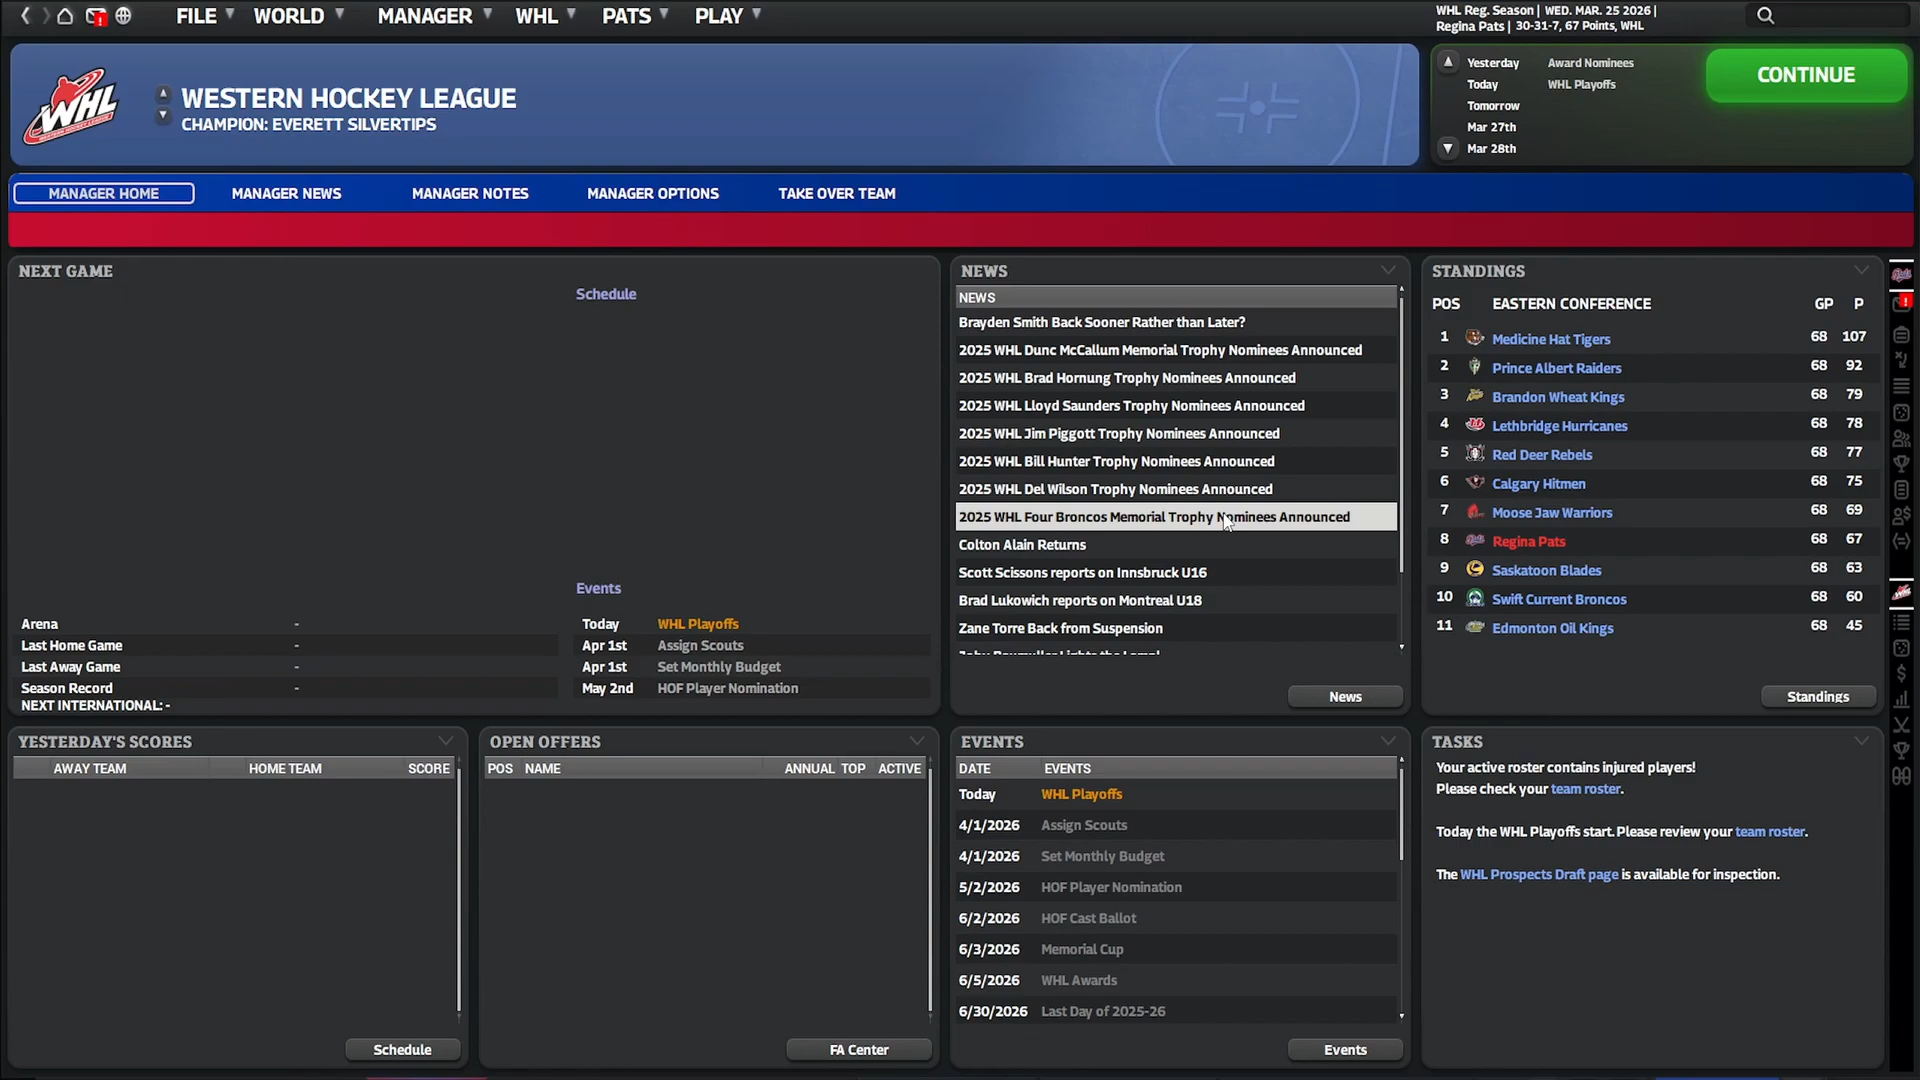 FILE WORLD MANAGER WHL PATS PLAY
WHL Reg. Season | WED. MAR. 25 2026 |
Regina Pats | 30-31-7, 67 Points, WHL
WHL
WESTERN HOCKEY LEAGUE
CHAMPION: EVERETT SILVERTIPS
Yesterday Award Nominees
Today WHL Playoffs
Tomorrow
Mar 27th
Mar 28th
CONTINUE
MANAGER HOME MANAGER NEWS MANAGER NOTES MANAGER OPTIONS TAKE OVER TEAM
NEXT GAME
Schedule
Events
Arena -
Last Home Game -
Last Away Game -
Season Record -
NEXT INTERNATIONAL: -
Today WHL Playoffs
Apr 1st Assign Scouts
Apr 1st Set Monthly Budget
May 2nd HOF Player Nomination
NEWS
NEWS
Brayden Smith Back Sooner Rather than Later?
2025 WHL Dunc McCallum Memorial Trophy Nominees Announced
2025 WHL Brad Hornung Trophy Nominees Announced
2025 WHL Lloyd Saunders Trophy Nominees Announced
2025 WHL Jim Piggott Trophy Nominees Announced
2025 WHL Bill Hunter Trophy Nominees Announced
2025 WHL Del Wilson Trophy Nominees Announced
2025 WHL Four Broncos Memorial Trophy Nominees Announced
Colton Alain Returns
Scott Scissons reports on Innsbruck U16
Brad Lukowich reports on Montreal U18
Zane Torre Back from Suspension
News
STANDINGS
POS EASTERN CONFERENCE GP P
1 Medicine Hat Tigers 68 107
2 Prince Albert Raiders 68 92
3 Brandon Wheat Kings 68 79
4 Lethbridge Hurricanes 68 78
5 Red Deer Rebels 68 77
6 Calgary Hitmen 68 75
7 Moose Jaw Warriors 68 69
8 Regina Pats 68 67
9 Saskatoon Blades 68 63
10 Swift Current Broncos 68 60
11 Edmonton Oil Kings 68 45
Standings
YESTERDAY'S SCORES
AWAY TEAM HOME TEAM SCORE
Schedule
OPEN OFFERS
POS NAME ANNUAL TOP ACTIVE
FA Center
EVENTS
DATE EVENTS
Today WHL Playoffs
4/1/2026 Assign Scouts
4/1/2026 Set Monthly Budget
5/2/2026 HOF Player Nomination
6/2/2026 HOF Cast Ballot
6/3/2026 Memorial Cup
6/5/2026 WHL Awards
6/30/2026 Last Day of 2025-26
Events
TASKS
Your active roster contains injured players!
Please check your team roster.
Today the WHL Playoffs start. Please review your team roster.
The WHL Prospects Draft page is available for inspection.